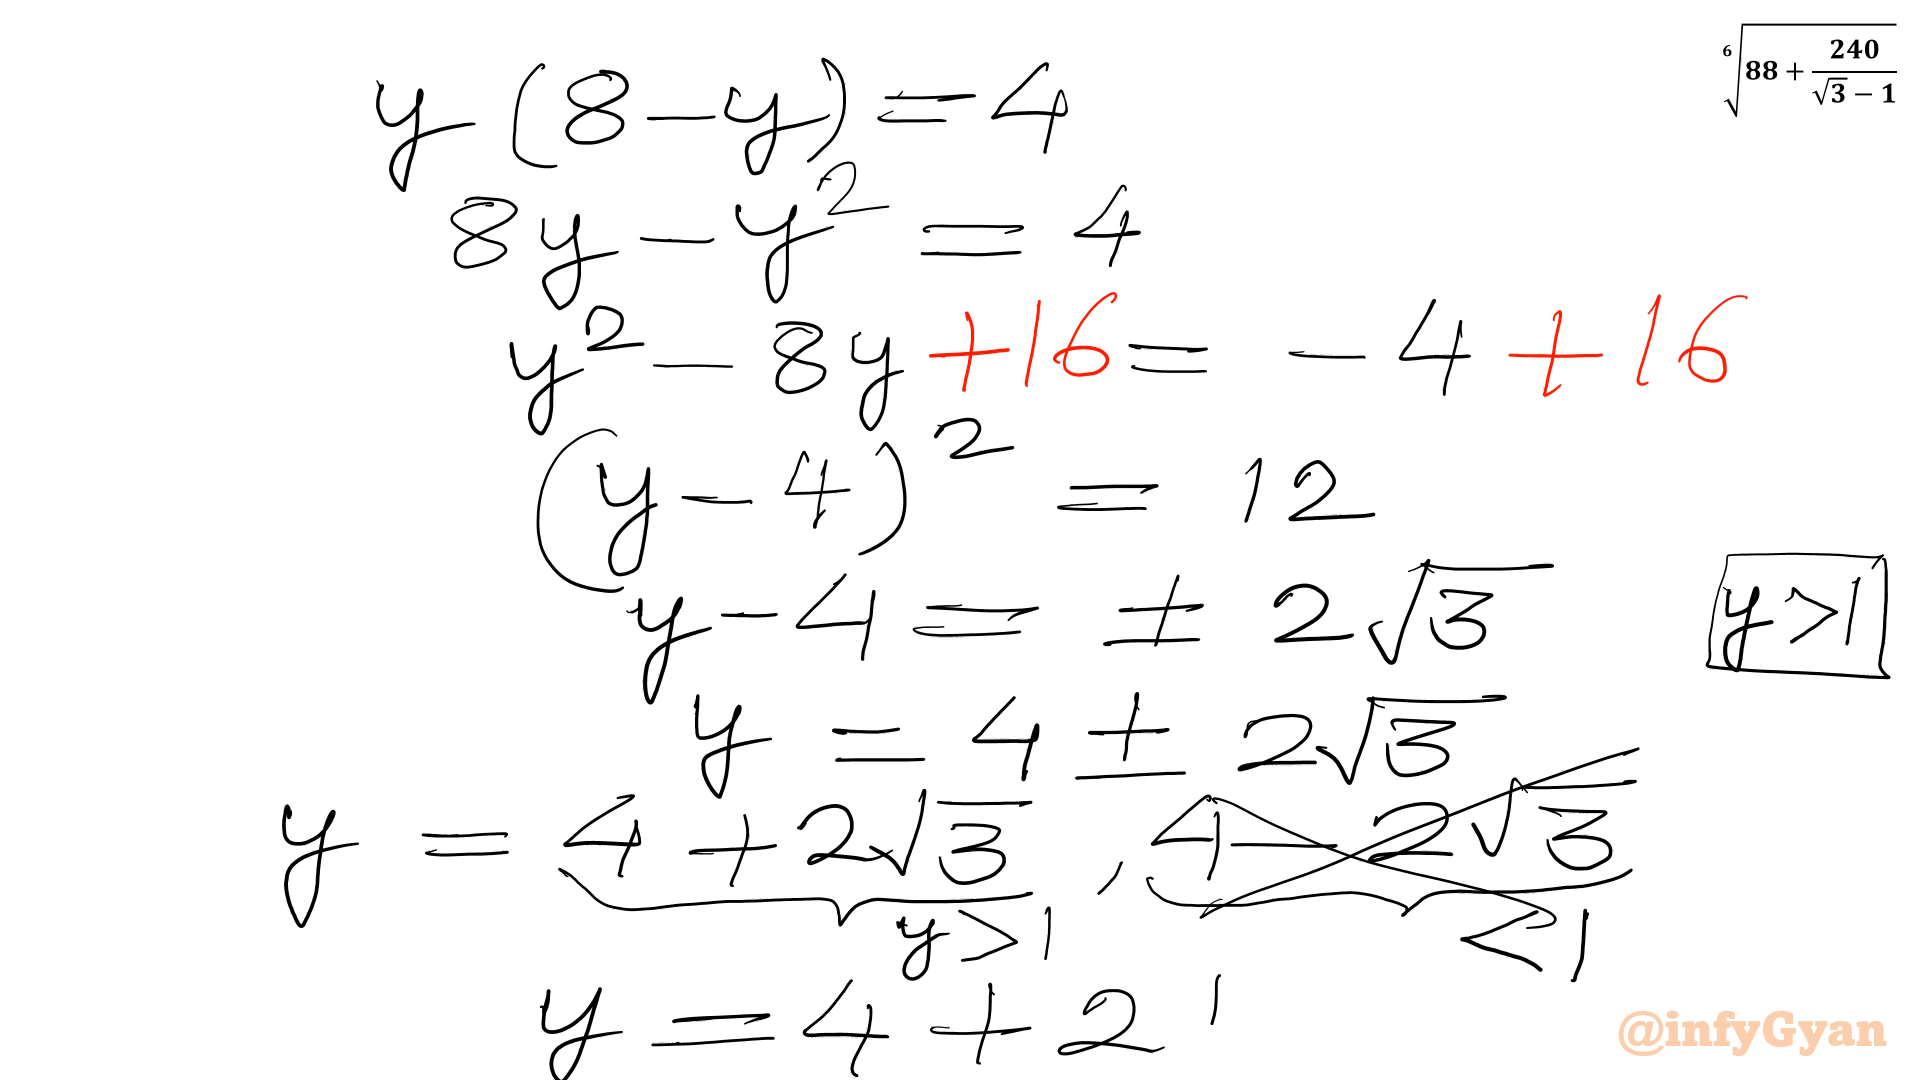 y (8 − y) = 4
⁶√(88 + 240/(√3 − 1))
8y − y² = 4
y² − 8y + 16 = − 4 + 16
(y − 4)² = 12
y − 4 = ± 2√3
y > 1
y = 4 ± 2√3
y = 4 + 2√3 , 4 − 2√3
y > 1 < 1
y = 4 + 2
@infyGyan